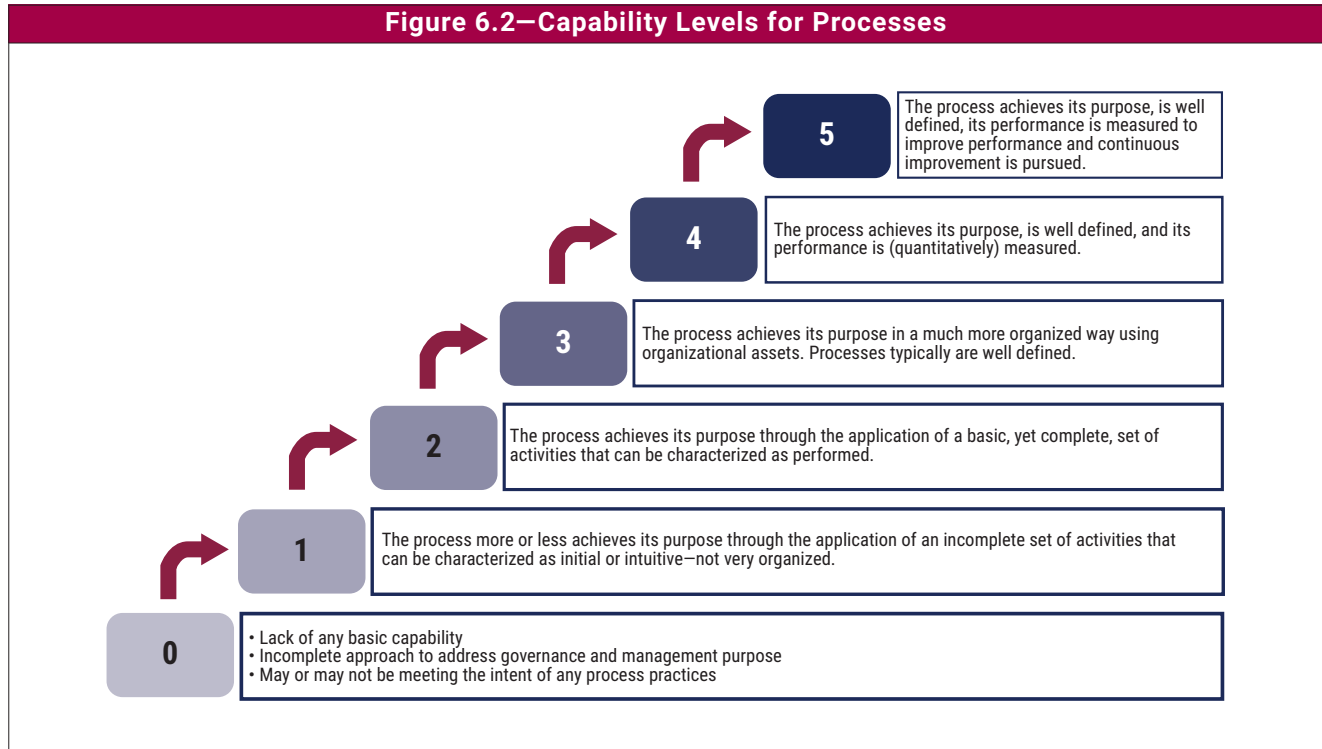 Figure 6.2—Capability Levels for Processes
5
The process achieves its purpose, is well
defined, its performance is measured to
improve performance and continuous
improvement is pursued.
4
The process achieves its purpose, is well defined, and its
performance is (quantitatively) measured.
3
The process achieves its purpose in a much more organized way using
organizational assets. Processes typically are well defined.
2
The process achieves its purpose through the application of a basic, yet complete, set of
activities that can be characterized as performed.
1
The process more or less achieves its purpose through the application of an incomplete set of activities that
can be characterized as initial or intuitive—not very organized.
0
• Lack of any basic capability
• Incomplete approach to address governance and management purpose
• May or may not be meeting the intent of any process practices